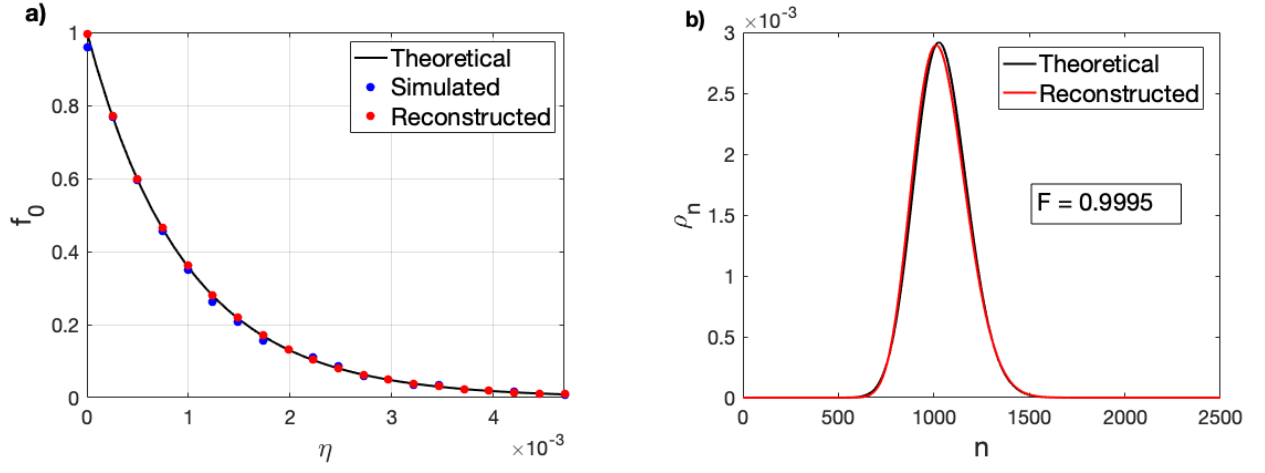 a)
1
0.8
0.6
0.4
0.2
0
f₀
0
1
2
3
4
×10⁻³
η
Theoretical
Simulated
Reconstructed
b)
×10⁻³
3
2.5
2
1.5
1
0.5
0
ρₙ
0
500
1000
1500
2000
2500
n
Theoretical
Reconstructed
F = 0.9995